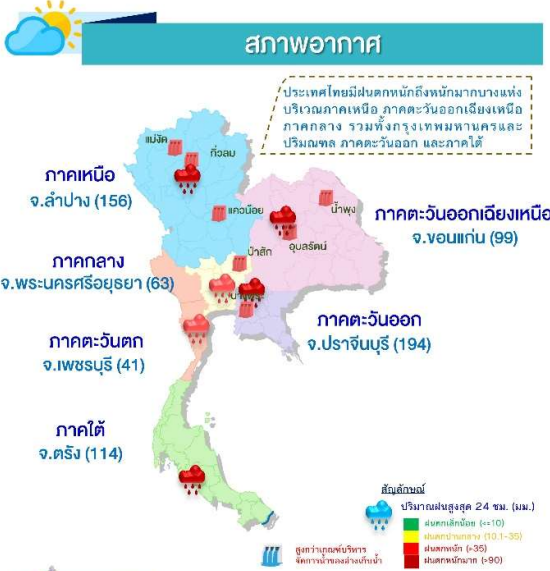 สภาพอากาศ
ประเทศไทยมีฝนตกหนักถึงหนักมากบางแห่ง
บริเวณภาคเหนือ ภาคตะวันออกเฉียงเหนือ
ภาคกลาง รวมทั้งกรุงเทพมหานครและ
ปริมณฑล ภาคตะวันออก และภาคใต้
แม่งัด
กิ่วลม
ภาคเหนือ
จ.ลำปาง (156)
แควน้อย
น้ำพุง
อุบลรัตน์
ภาคตะวันออกเฉียงเหนือ
จ.ขอนแก่น (99)
ป่าสัก
ภาคกลาง
จ.พระนครศรีอยุธยา (63)
ภาคตะวันออก
จ.ปราจีนบุรี (194)
ภาคตะวันตก
จ.เพชรบุรี (41)
ภาคใต้
จ.ตรัง (114)
สัญลักษณ์
ปริมาณฝนสูงสุด 24 ชม. (มม.)
ฝนตกเล็กน้อย (<=10)
ฝนตกปานกลาง (10.1-35)
ฝนตกหนัก (>35)
ฝนตกหนักมาก (>90)
สูงกว่าเกณฑ์บริหาร
จัดการน้ำของอ่างเก็บน้ำ